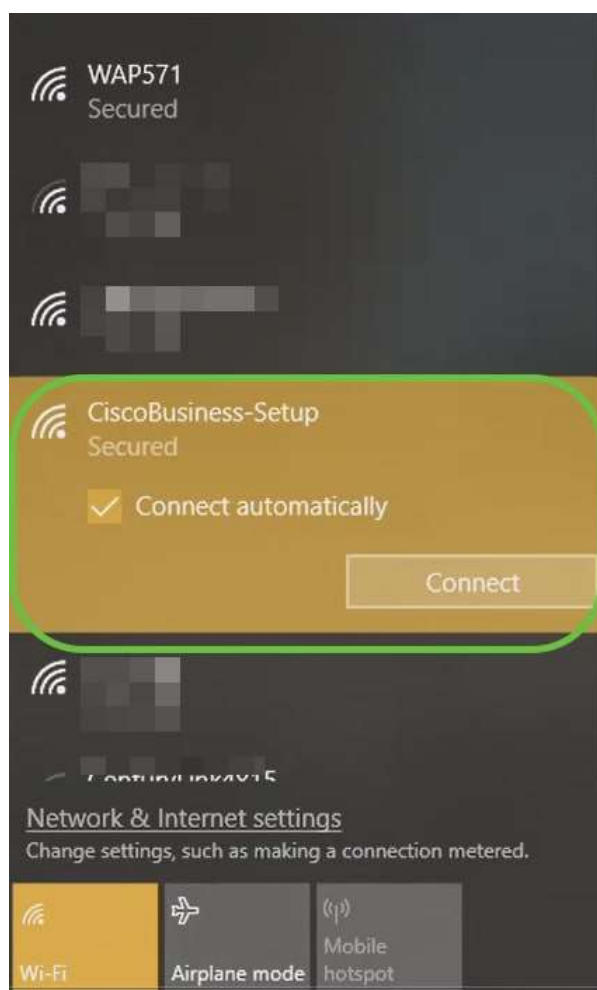 WAP571
Secured
CiscoBusiness-Setup
Secured
Connect automatically
Connect
Network & Internet settings
Change settings, such as making a connection metered.
Wi-Fi
Airplane mode
Mobile
hotspot